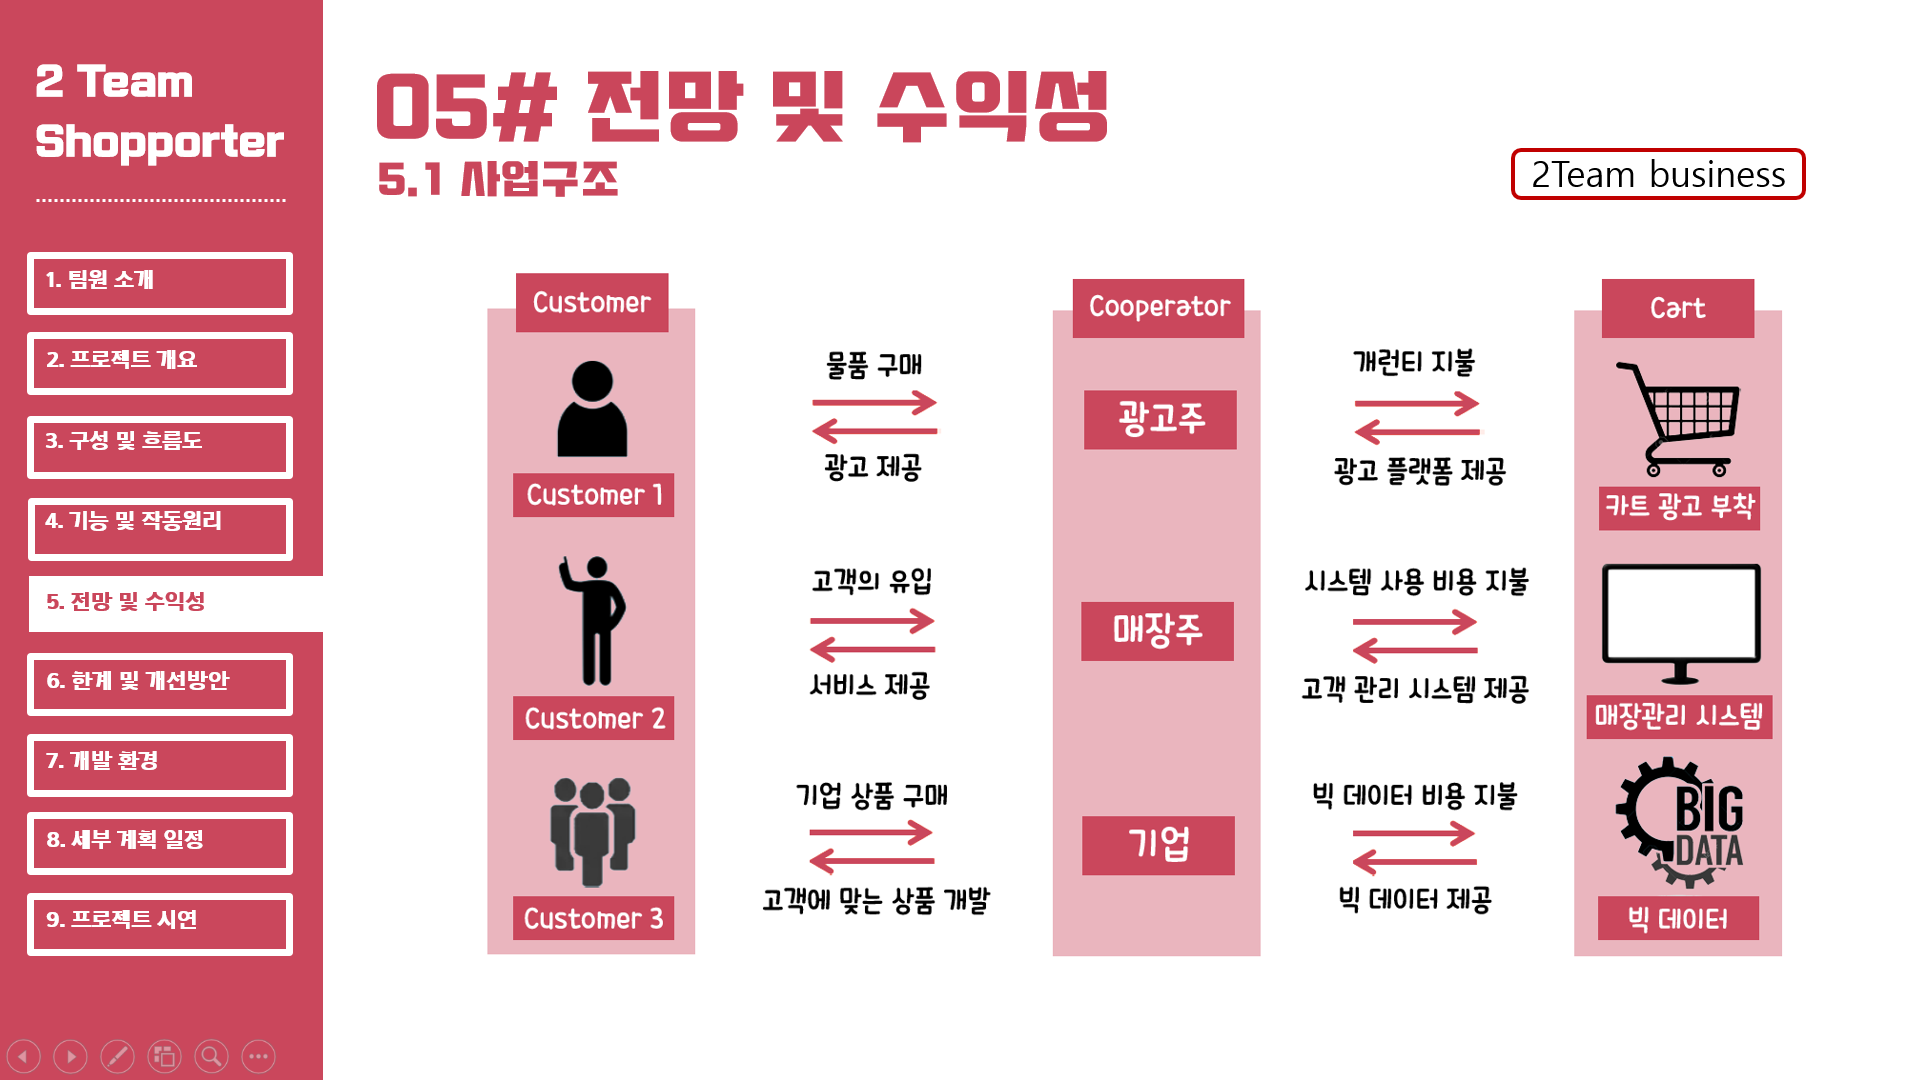 2 Team
Shopporter
1. 팀원 소개
2. 프로젝트 개요
3. 구성 및 흐름도
4. 기능 및 작동원리
5. 전망 및 수익성
6. 한계 및 개선방안
7. 개발 환경
8. 세부 계획 일정
9. 프로젝트 시연
05# 전망 및 수익성
5.1 사업구조
2Team business
Customer
Cooperator
Cart
물품 구매
광고 제공
Customer 1
광고주
개런티 지불
광고 플랫폼 제공
카트 광고 부착
고객의 유입
서비스 제공
Customer 2
매장주
시스템 사용 비용 지불
고객 관리 시스템 제공
매장관리 시스템
기업 상품 구매
고객에 맞는 상품 개발
Customer 3
기업
빅 데이터 비용 지불
빅 데이터 제공
BIG
DATA
빅 데이터